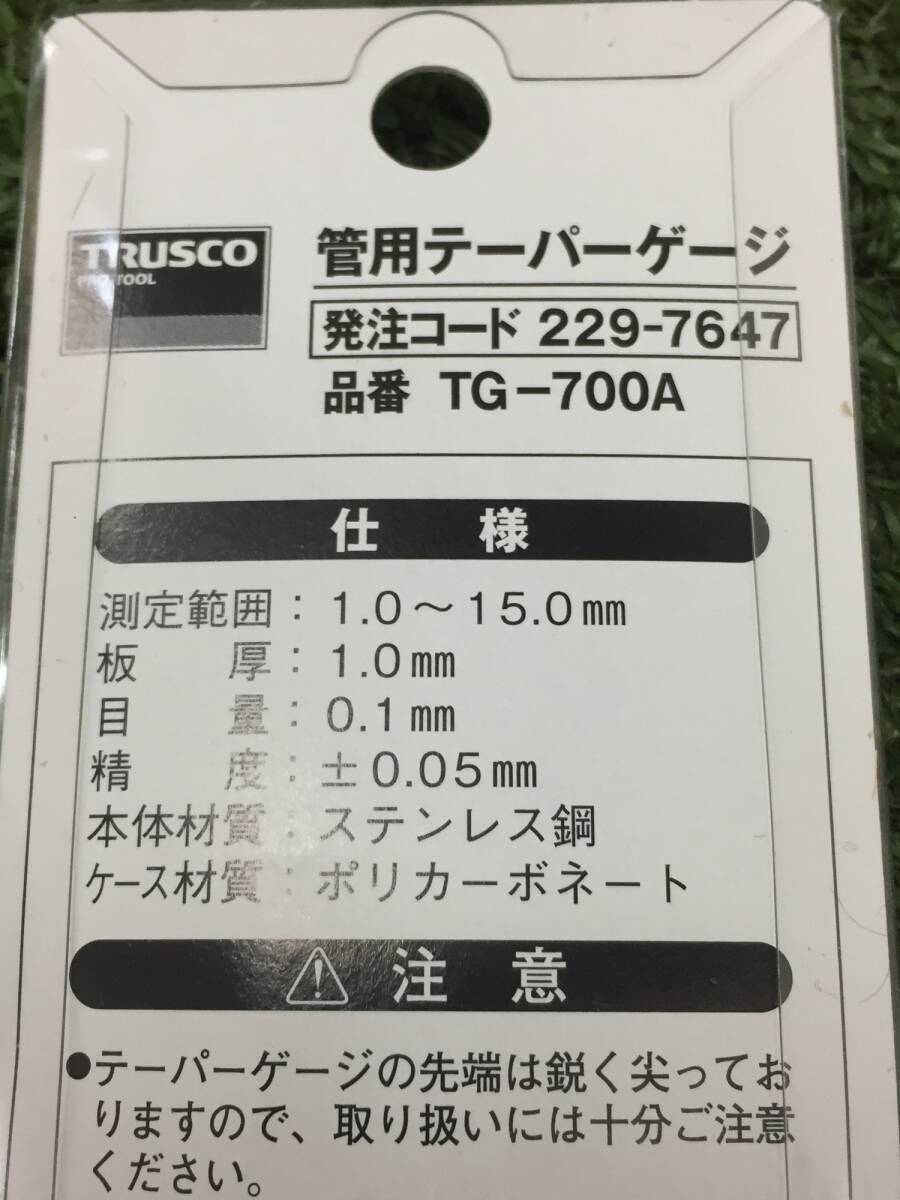 TRUSCO
PRO TOOL
管用テーパーゲージ
発注コード 229-7647
品番 TG-700A
仕様
測定範囲：1.0～15.0㎜
板厚：1.0㎜
目量：0.1㎜
精度：±0.05㎜
本体材質：ステンレス鋼
ケース材質：ポリカーボネート
⚠注意
●テーパーゲージの先端は鋭く尖ってお
りますので、取り扱いには十分ご注意
ください。